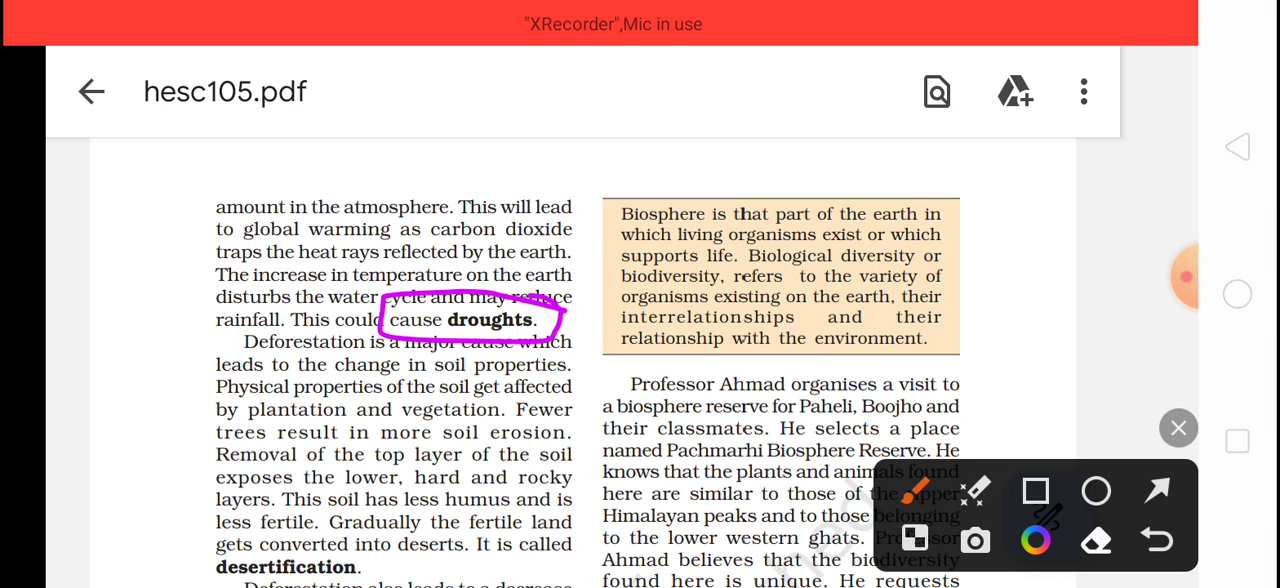 "XRecorder",Mic in use
hesc105.pdf
amount in the atmosphere. This will lead
to global warming as carbon dioxide
traps the heat rays reflected by the earth.
The increase in temperature on the earth
disturbs the water cycle and may reduce
rainfall. This could cause droughts.
Deforestation is a major cause which
leads to the change in soil properties.
Physical properties of the soil get affected
by plantation and vegetation. Fewer
trees result in more soil erosion.
Removal of the top layer of the soil
exposes the lower, hard and rocky
layers. This soil has less humus and is
less fertile. Gradually the fertile land
gets converted into deserts. It is called
desertification.
Deforestation also leads to a decrease
Biosphere is that part of the earth in
which living organisms exist or which
supports life. Biological diversity or
biodiversity, refers to the variety of
organisms existing on the earth, their
interrelationships and their
relationship with the environment.
Professor Ahmad organises a visit to
a biosphere reserve for Paheli, Boojho and
their classmates. He selects a place
named Pachmarhi Biosphere Reserve. He
knows that the plants and animals found
here are similar to those of the upper
Himalayan peaks and to those belonging
to the lower western ghats. Professor
Ahmad believes that the biodiversity
found here is unique. He requests